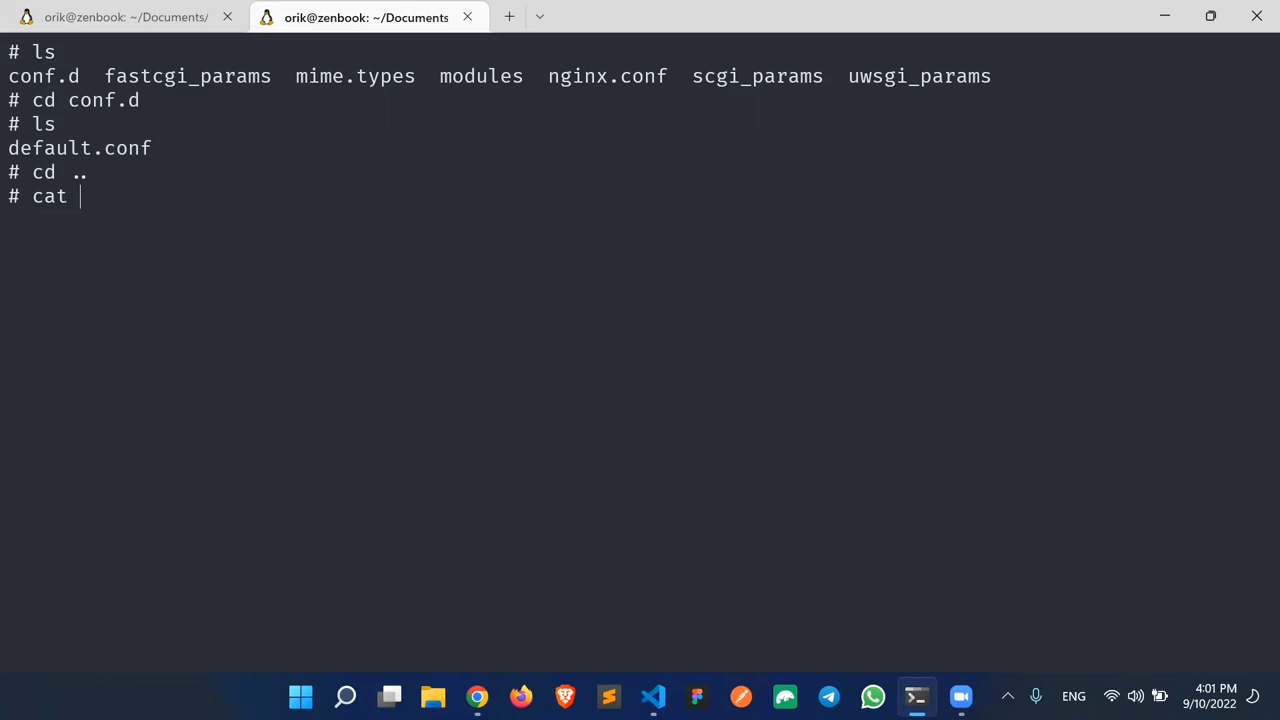 orik@zenbook: ~/Documents/
orik@zenbook: ~/Documents
# ls
conf.d  fastcgi_params  mime.types  modules  nginx.conf  scgi_params  uwsgi_params
# cd conf.d
# ls
default.conf
# cd ..
# cat
ENG
4:01 PM
9/10/2022